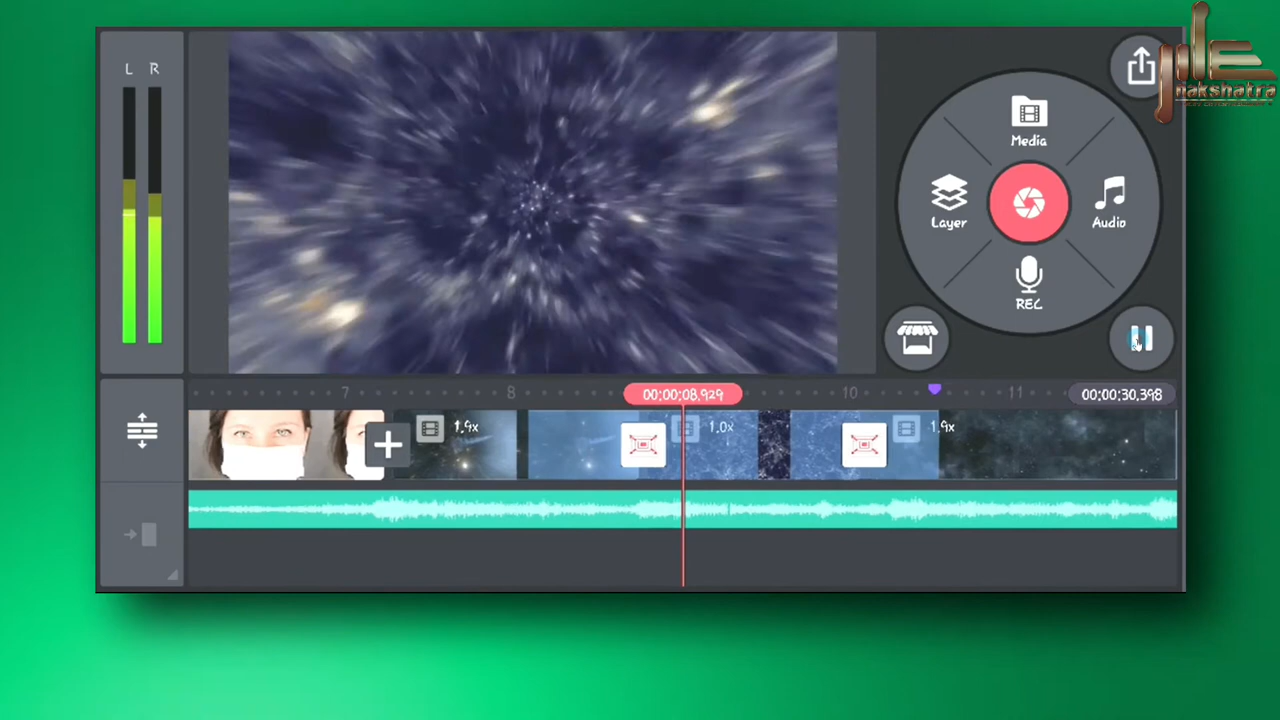 L R
Media
Layer
Audio
REC
7
8
00:00:08,929
10
11
00:00:30,398
1.9x
1.0x
1.9x
nakshatra